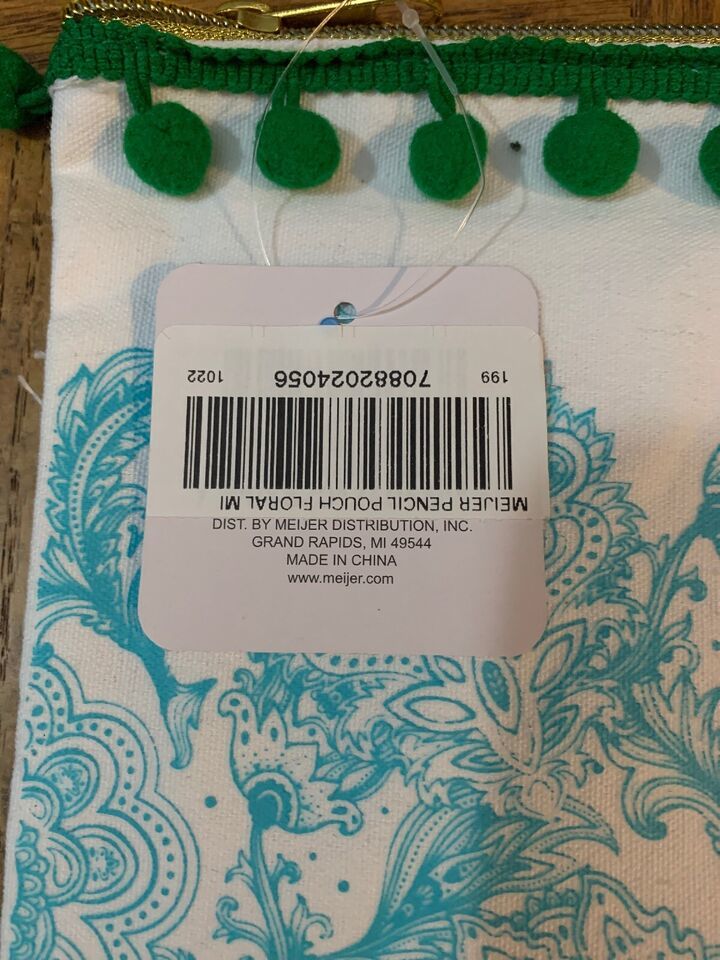 MEIJER PENCIL POUCH FLORAL MI
199 70882024056 1022
DIST. BY MEIJER DISTRIBUTION, INC.
GRAND RAPIDS, MI 49544
MADE IN CHINA
www.meijer.com